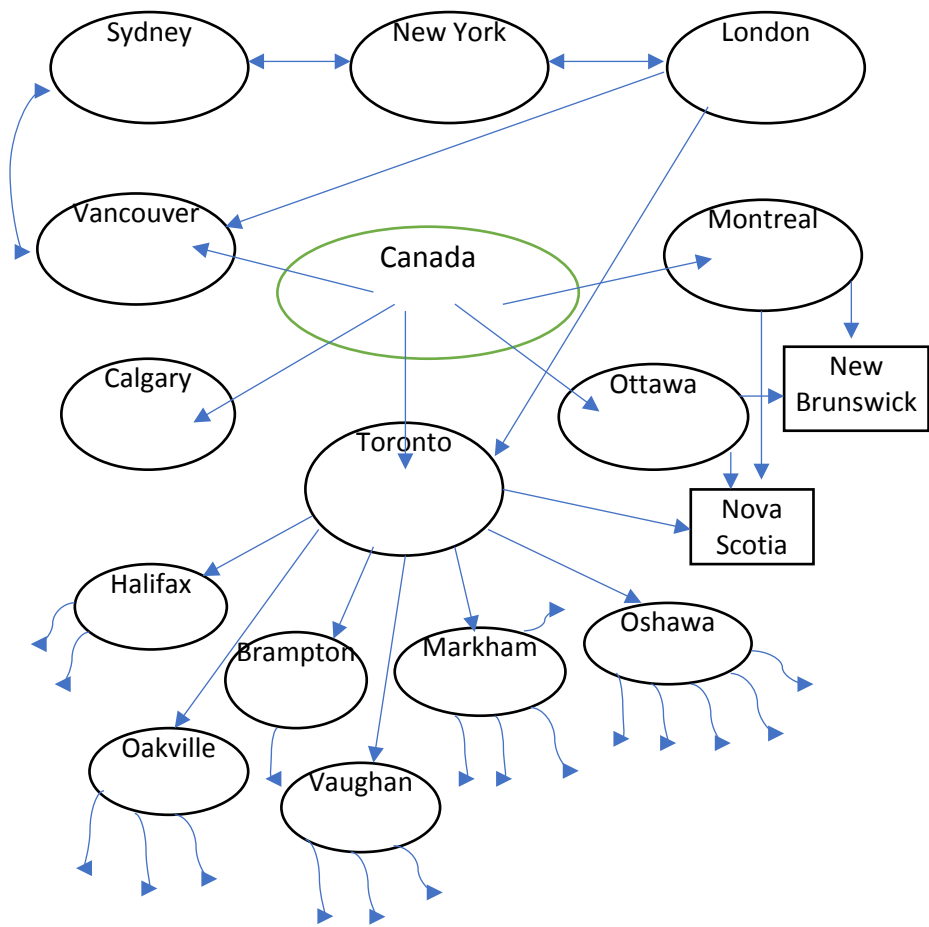 Sydney
New York
London
Vancouver
Montreal
Canada
Calgary
Ottawa
New
Brunswick
Toronto
Nova
Scotia
Halifax
Oshawa
Brampton
Markham
Oakville
Vaughan